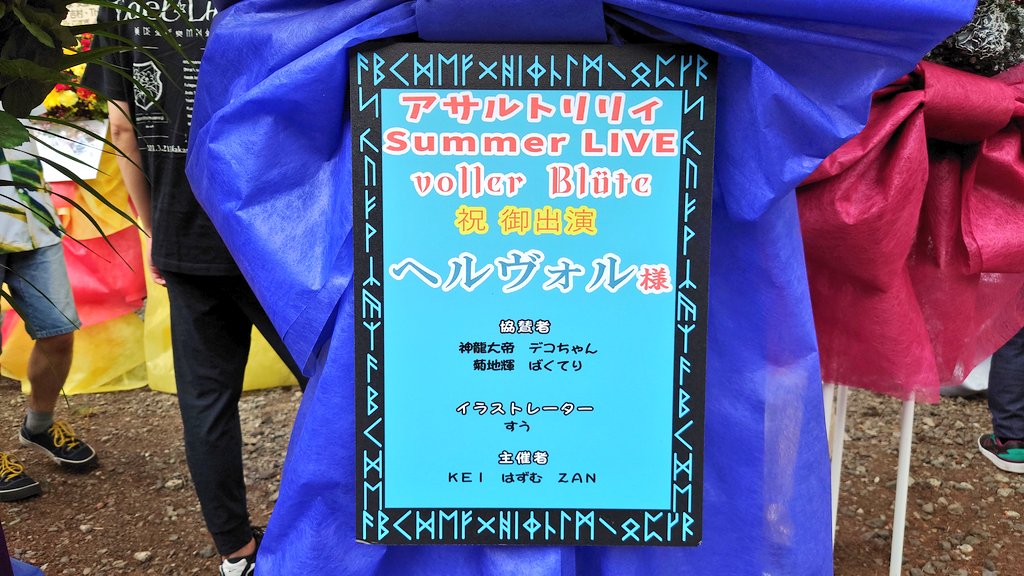 アサルトリリィ
Summer LIVE
voller Blüte
祝 御出演
ヘルヴォル様
協賛者
神龍大帝 デコちゃん
菊地輝 ばくてり
イラストレーター
すう
主催者
KEI はずむ ZAN